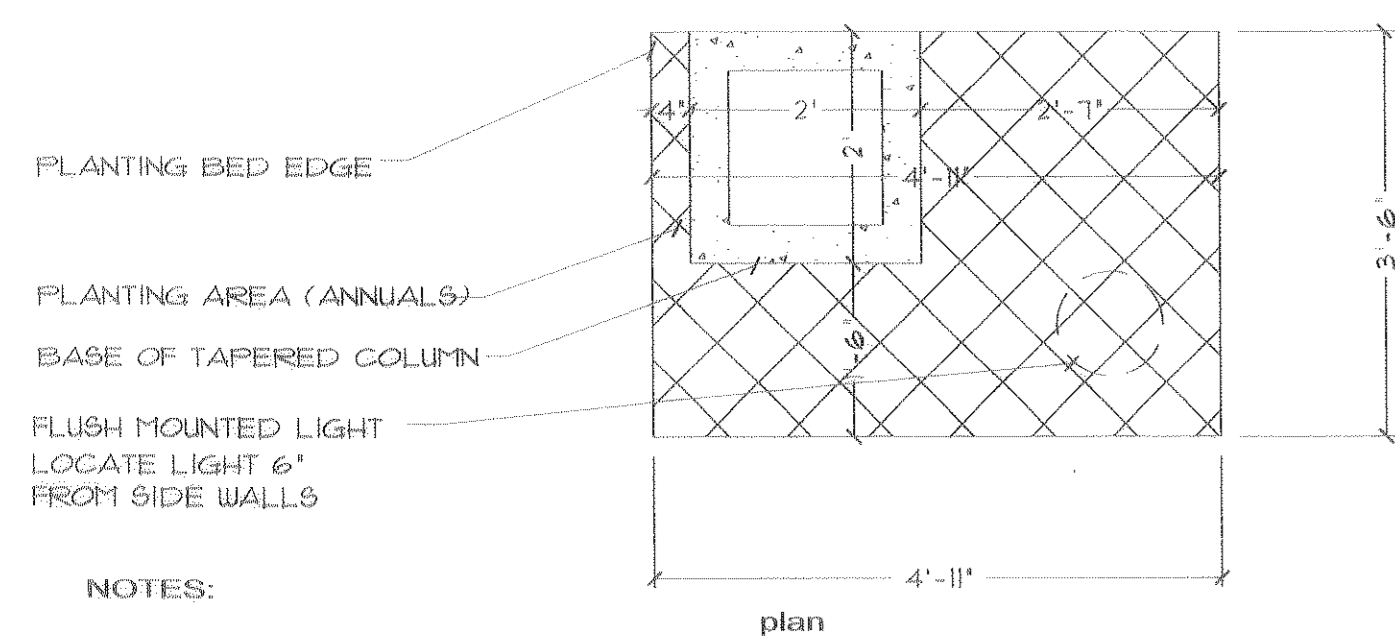 PLANTING BED EDGE
PLANTING AREA (ANNUALS)
BASE OF TAPERED COLUMN
FLUSH MOUNTED LIGHT
LOCATE LIGHT 6"
FROM SIDE WALLS
NOTES:
4"
2'
2'-7"
2'
4'-11"
1'-6"
3'-6"
4'-11"
plan